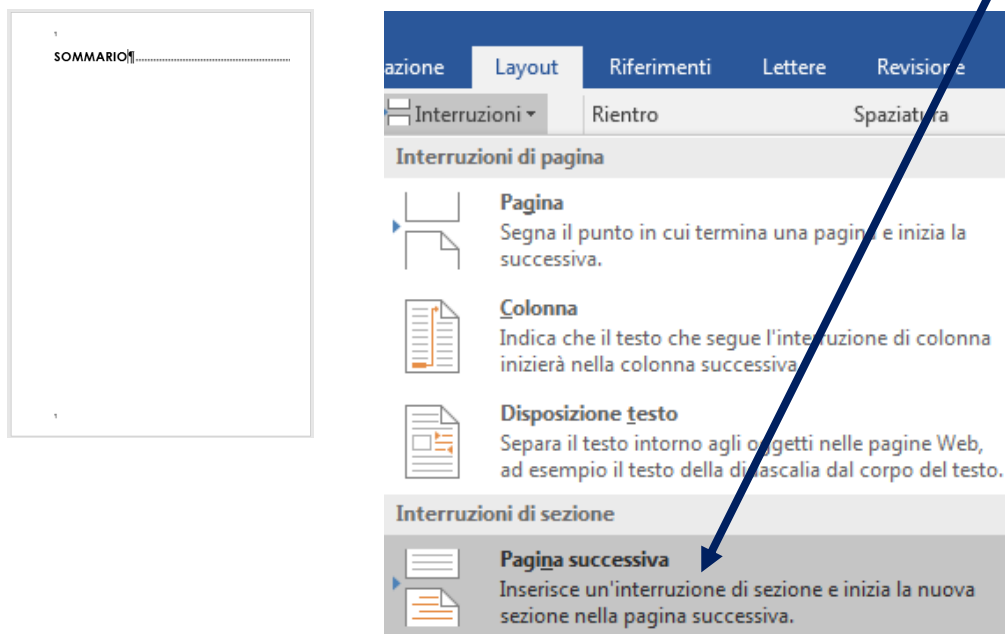 SOMMARIO¶
azione Layout Riferimenti Lettere Revisione
Interruzioni Rientro Spaziatura
Interruzioni di pagina
Pagina
Segna il punto in cui termina una pagina e inizia la
successiva.
Colonna
Indica che il testo che segue l'interruzione di colonna
inizierà nella colonna successiva.
Disposizione testo
Separa il testo intorno agli oggetti nelle pagine Web,
ad esempio il testo della didascalia dal corpo del testo.
Interruzioni di sezione
Pagina successiva
Inserisce un'interruzione di sezione e inizia la nuova
sezione nella pagina successiva.